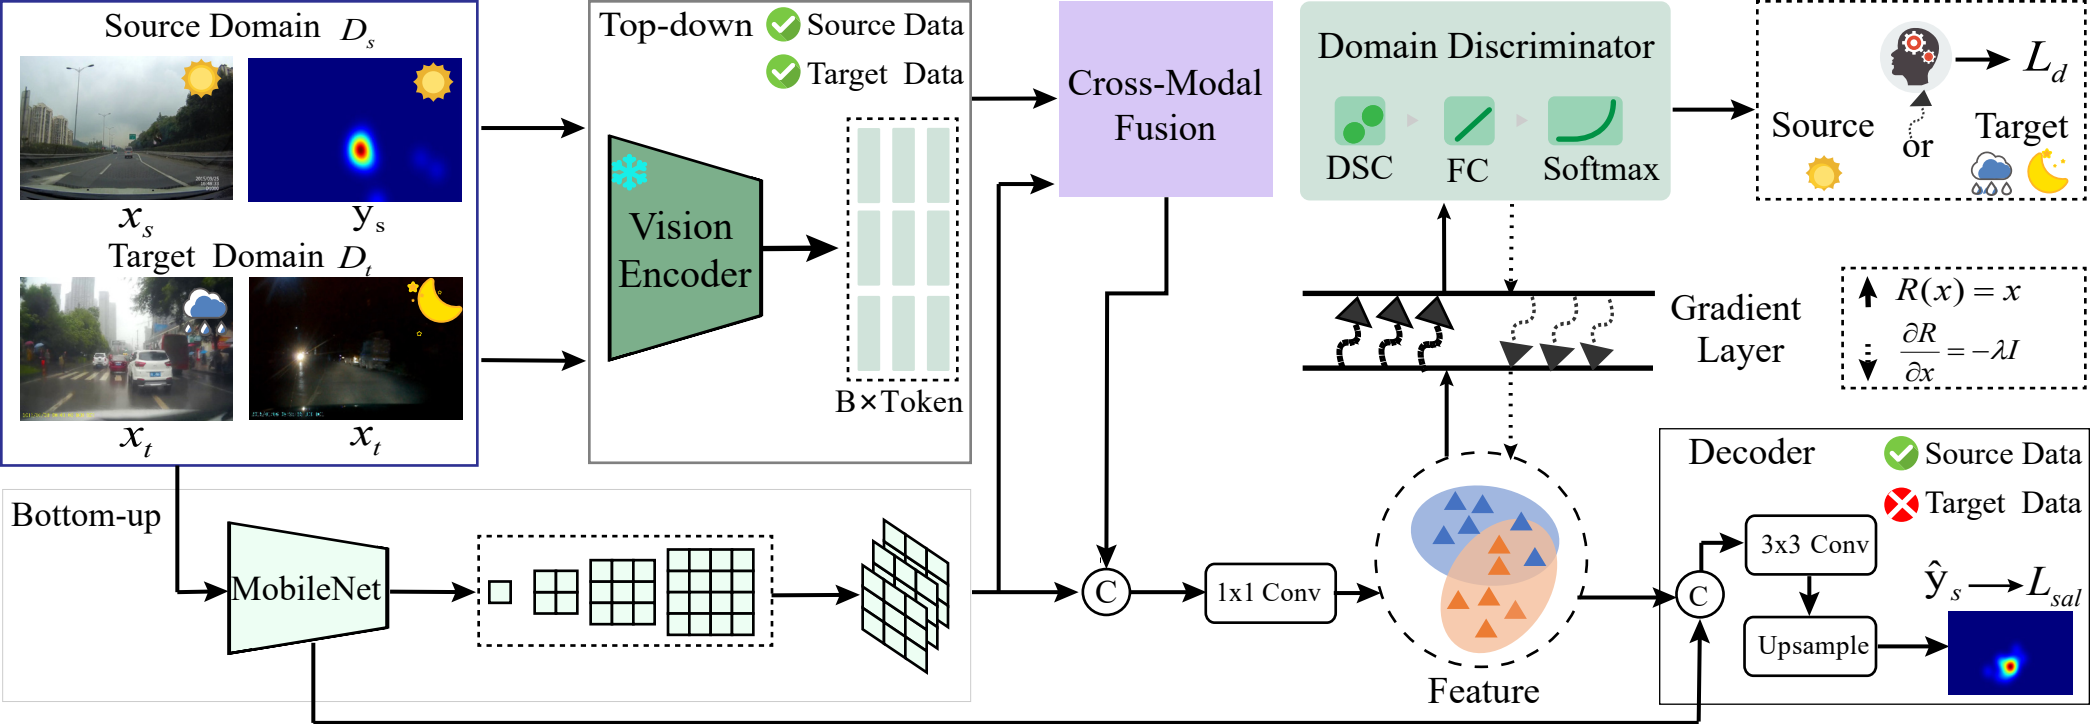 Source Domain D_s
x_s
y_s
Target Domain D_t
x_t
x_t
Top-down
Source Data
Target Data
Vision
Encoder
B×Token
Cross-Modal
Fusion
Domain Discriminator
DSC
FC
Softmax
L_d
Source
or
Target
Gradient
Layer
R(x) = x
∂R/∂x = −λI
Bottom-up
MobileNet
C
1x1 Conv
Feature
Decoder
Source Data
Target Data
C
3x3 Conv
Upsample
ŷ_s
L_sal